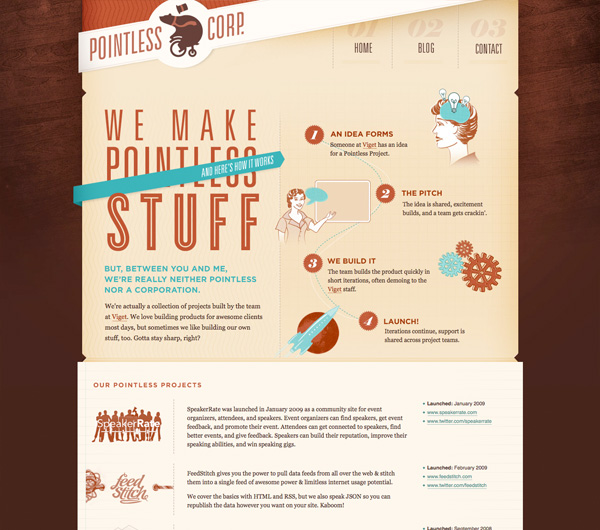 POINTLESS CORP.
01 02 03
HOME BLOG CONTACT
WE MAKE
POINTLESS
AND HERE'S HOW IT WORKS
STUFF
BUT, BETWEEN YOU AND ME,
WE'RE REALLY NEITHER POINTLESS
NOR A CORPORATION.
We're actually a collection of projects built by the team
at Viget. We love building products for awesome clients
most days, but sometimes we like building our own
stuff, too. Gotta stay sharp, right?
1 AN IDEA FORMS
Someone at Viget has an idea
for a Pointless Project.
2 THE PITCH
The idea is shared, excitement
builds, and a team gets crackin'.
3 WE BUILD IT
The team builds the product quickly in
short iterations, often demoing to the
Viget staff.
4 LAUNCH!
Iterations continue, support is
shared across project teams.
OUR POINTLESS PROJECTS
SpeakerRate
SpeakerRate was launched in January 2009 as a community site for event
organizers, attendees, and speakers. Event organizers can find speakers, get event
feedback, and promote their event. Attendees can get connected to speakers, find
better events, and give feedback. Speakers can build their reputation, improve their
speaking abilities, and win speaking gigs.
Launched: January 2009
www.speakerrate.com
www.twitter.com/speakerrate
feed
Stitch
FeedStitch gives you the power to pull data feeds from all over the web & stitch
them into a single feed of awesome power & limitless internet usage potential.
We cover the basics with HTML and RSS, but we also speak JSON so you can
republish the data however you want on your site. Kaboom!
Launched: February 2009
www.feedstitch.com
www.twitter.com/feedstitch
Launched: September 2008